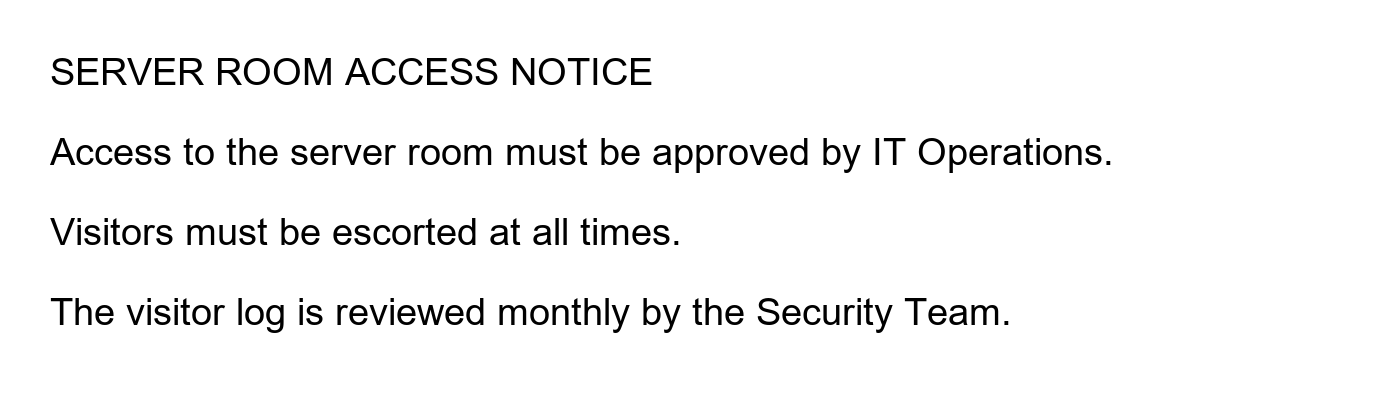 SERVER ROOM ACCESS NOTICE
Access to the server room must be approved by IT Operations.
Visitors must be escorted at all times.
The visitor log is reviewed monthly by the Security Team.